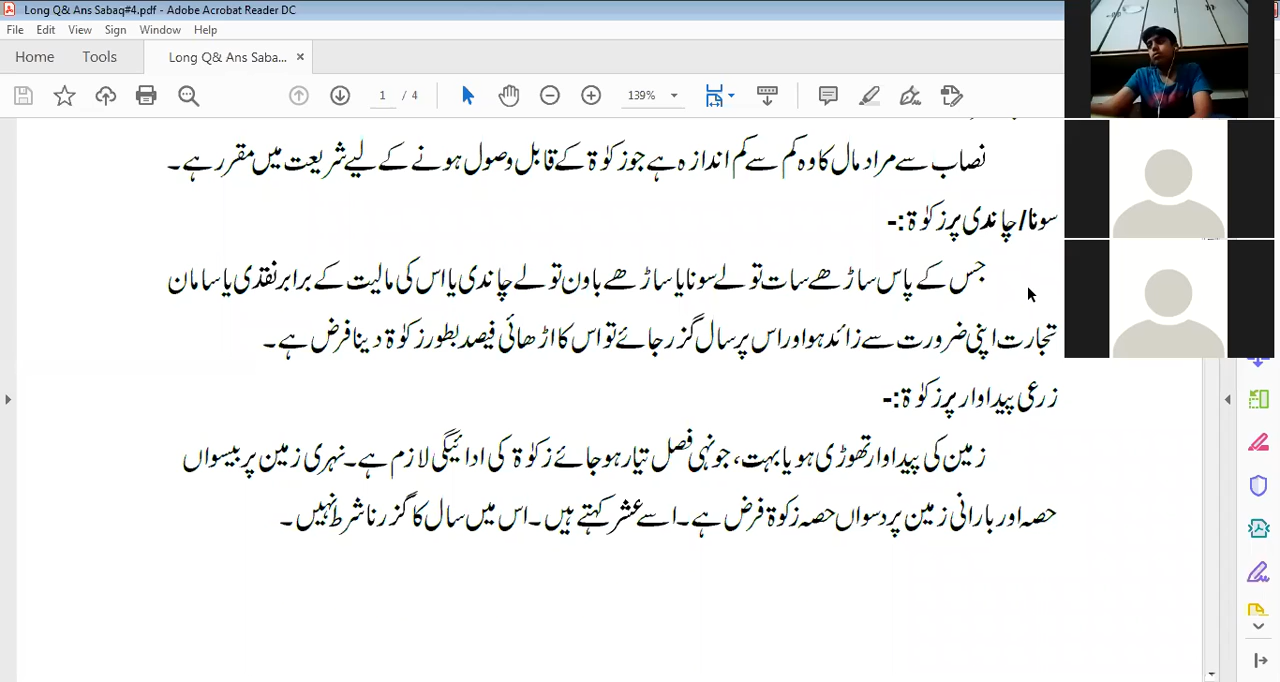 Long Q& Ans Sabaq#4.pdf - Adobe Acrobat Reader DC
File Edit View Sign Window Help
Home Tools Long Q& Ans Saba... ×
1 / 4 139%
نصاب سے مراد مال کا وہ کم سے کم اندازہ ہے جو زکوٰۃ کے قابل وصول ہونے کے لیے شریعت میں مقرر ہے۔
سونا/چاندی پر زکوٰۃ:-
جس کے پاس ساڑھے سات تولے سونا یا ساڑھے باون تولے چاندی یا اس کی مالیت کے برابر نقدی یا سامان
تجارت اپنی ضرورت سے زائد ہو اور اس پر سال گزر جائے تو اس کا اڑھائی فیصد بطور زکوٰۃ دینا فرض ہے۔
زرعی پیداوار پر زکوٰۃ:-
زمین کی پیداوار تھوڑی ہو یا بہت، جونہی فصل تیار ہو جائے زکوٰۃ کی ادائیگی لازم ہے۔ نہری زمین پر بیسواں
حصہ اور بارانی زمین پر دسواں حصہ زکوۃ فرض ہے۔ اسے عشر کہتے ہیں۔ اس میں سال کا گزرنا شرط نہیں۔